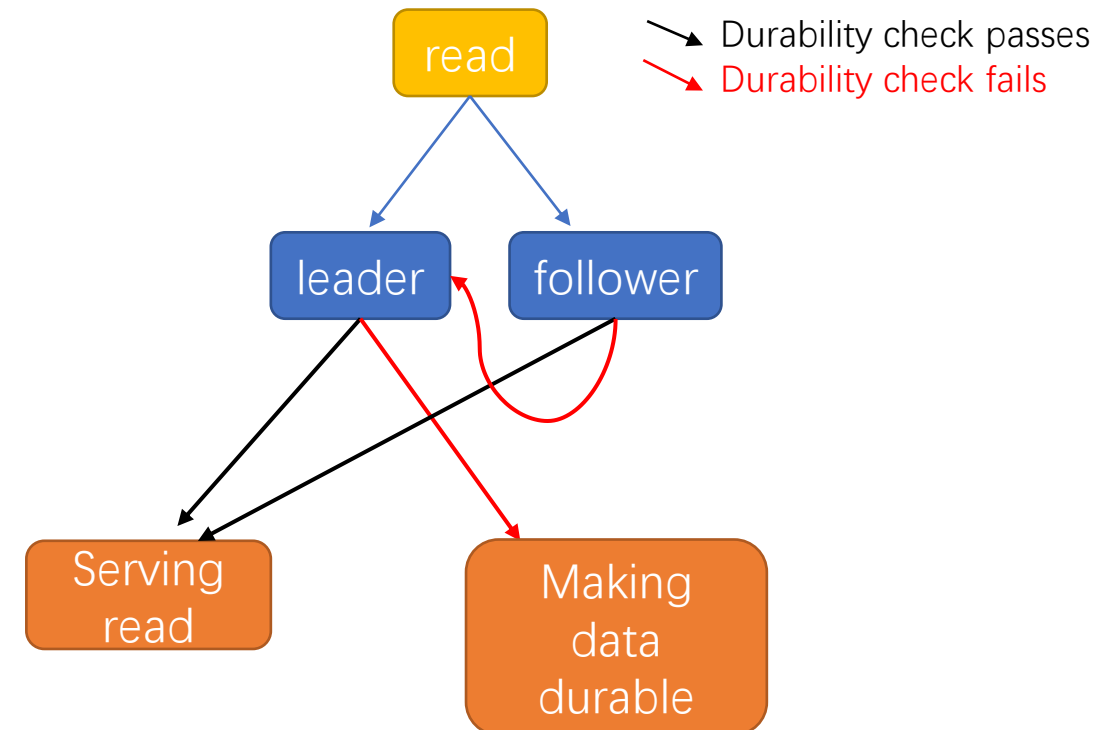 read
Durability check passes
Durability check fails
leader
follower
Serving
read
Making
data
durable